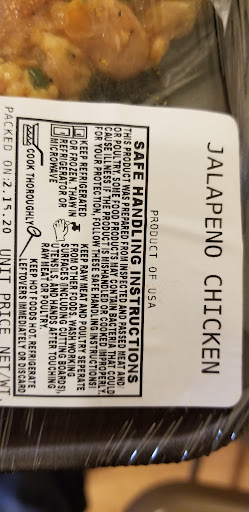 JALAPENO CHICKEN
PRODUCT OF USA
SAFE HANDLING INSTRUCTIONS
THIS PRODUCT WAS PREPARED FROM INSPECTED AND PASSED MEAT AND
OR POULTRY. SOME FOOD PRODUCTS MAY CONTAIN BACTERIA THAT COULD
CAUSE ILLNESS IF THE PRODUCT IS MISHANDLED OR COOKED IMPROPERLY.
FOR YOUR PROTECTION, FOLLOW THESE SAFE HANDLING INSTRUCTIONS.
KEEP REFRIGERATED
OR FROZEN. THAW IN
REFRIGERATOR OR
MICROWAVE
KEEP RAW MEAT AND POULTRY SEPERATE
FROM OTHER FOODS. WASH WORKING
SURFACES (INCLUDING CUTTING BOARDS),
UTENSILS AND HANDS AFTER TOUCHING
RAW MEAT OR POULTRY.
COOK THOROUGHLY
KEEP HOT FOODS HOT. REFRIGERATE
LEFTOVERS IMMEDIATELY OR DISCARD
PACKED ON:2.15.20 UNIT PRICE NET/WT.